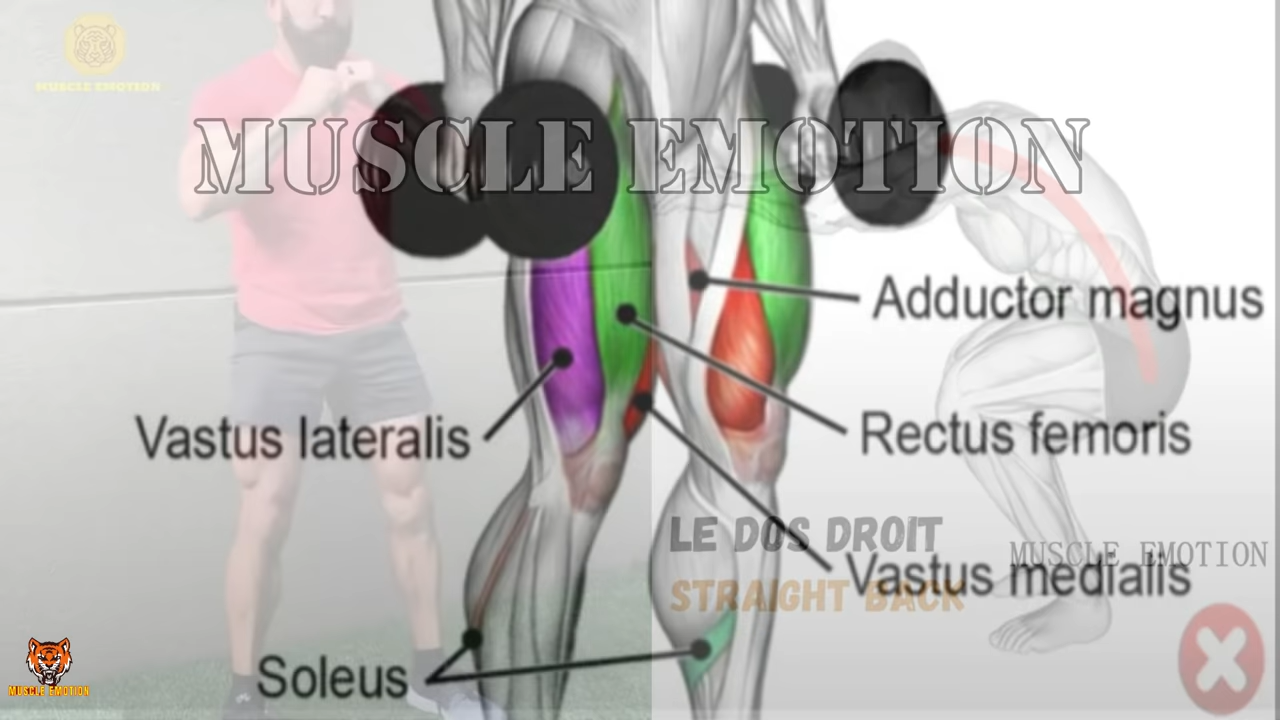 MUSCLE EMOTION
MUSCLE EMOTION
Adductor magnus
Vastus lateralis
Rectus femoris
LE DOS DROIT
MUSCLE EMOTION
Vastus medialis
STRAIGHT BACK
Soleus
MUSCLE EMOTION